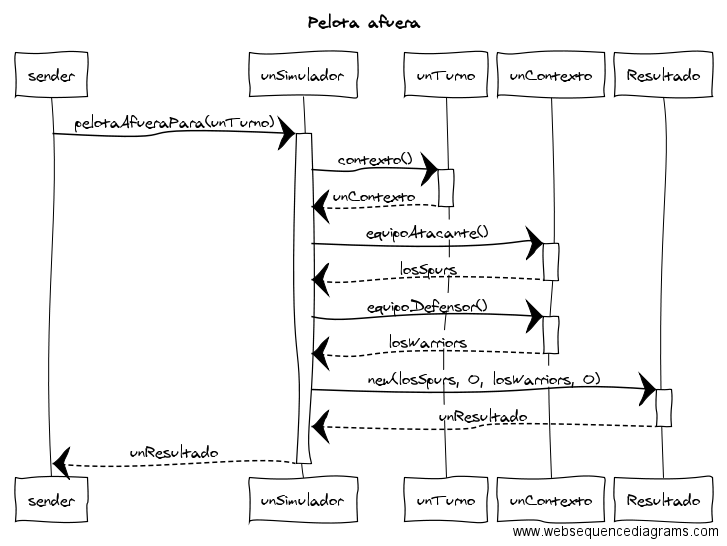 Pelota afuera
sender unSimulador unTurno unContexto Resultado
pelotaAfueraPara(unTurno)
contexto()
unContexto
equipoAtacante()
losSpurs
equipoDefensor()
losWarriors
new(losSpurs, 0, losWarriors, 0)
unResultado
unResultado
sender unSimulador unTurno unContexto Resultado
www.websequencediagrams.com